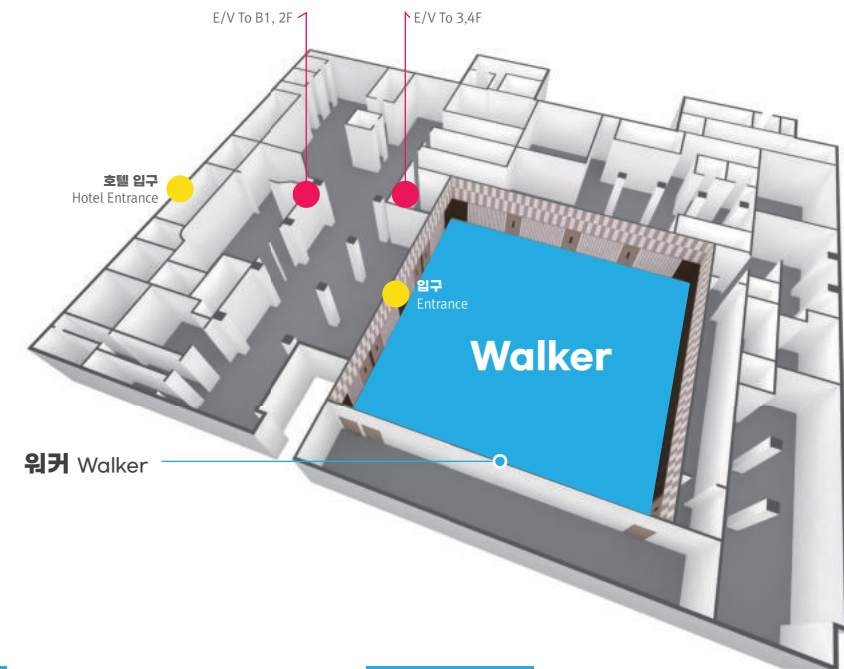 E/V To B1, 2F
E/V To 3,4F
호텔 입구
Hotel Entrance
입구
Entrance
Walker
워커 Walker